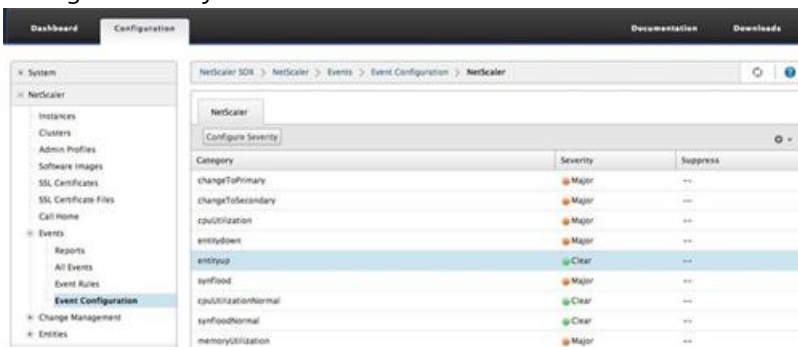 Dashboard
Configuration
Documentation
Downloads
System
NetScaler
Instances
Clusters
Admin Profiles
Software Images
SSL Certificates
SSL Certificate Files
Call Home
Events
Reports
All Events
Event Rules
Event Configuration
Change Management
Entities
NetScaler SDX > NetScaler > Events > Event Configuration > NetScaler
NetScaler
Configure Severity
Category Severity Suppress
changeToPrimary Major --
changeToSecondary Major --
cpuUtilization Major --
entitydown Major --
entityup Clear --
synflood Major --
cpuUtilizationNormal Clear --
synfloodNormal Clear --
memoryUtilization Major --